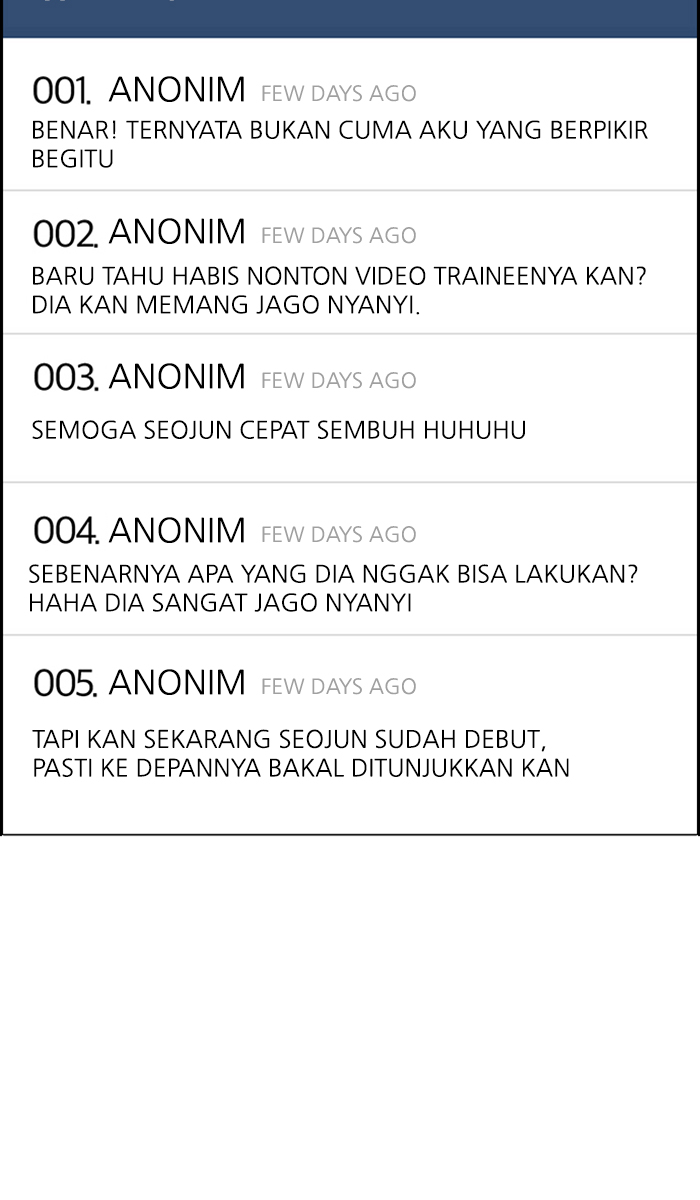 001. ANONIM FEW DAYS AGO
BENAR! TERNYATA BUKAN CUMA AKU YANG BERPIKIR
BEGITU
002. ANONIM FEW DAYS AGO
BARU TAHU HABIS NONTON VIDEO TRAINEENYA KAN?
DIA KAN MEMANG JAGO NYANYI.
003. ANONIM FEW DAYS AGO
SEMOGA SEOJUN CEPAT SEMBUH HUHUHU
004. ANONIM FEW DAYS AGO
SEBENARNYA APA YANG DIA NGGAK BISA LAKUKAN?
HAHA DIA SANGAT JAGO NYANYI
005. ANONIM FEW DAYS AGO
TAPI KAN SEKARANG SEOJUN SUDAH DEBUT,
PASTI KE DEPANNYA BAKAL DITUNJUKKAN KAN